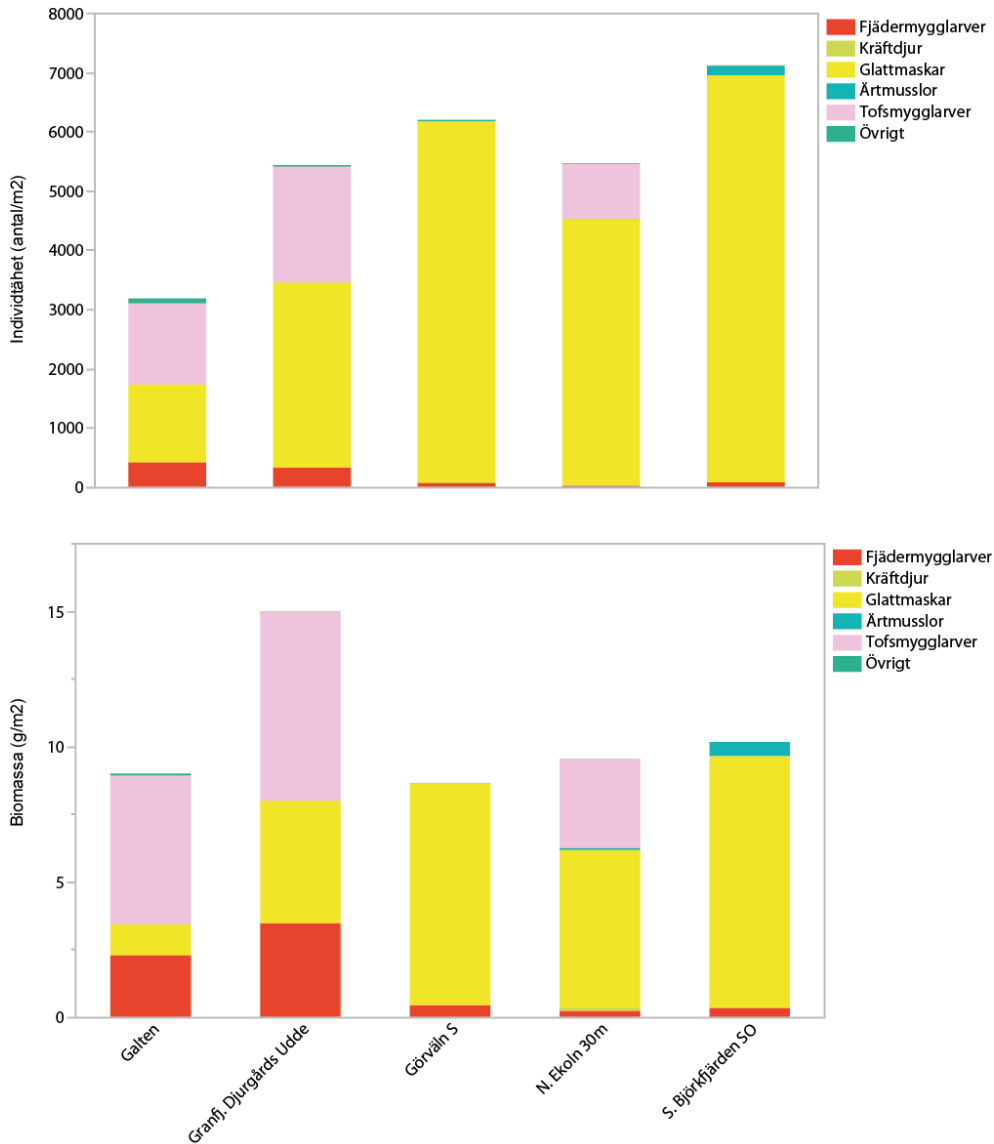 8000
7000
6000
5000
4000
3000
2000
1000
0
Individtähet (antal/m2)
Fjädermygglarver
Kräftdjur
Glattmaskar
Ärtmusslor
Tofsmygglarver
Övrigt
15
10
5
0
Biomassa (g/m2)
Fjädermygglarver
Kräftdjur
Glattmaskar
Ärtmusslor
Tofsmygglarver
Övrigt
Galten
Granfj. Djurgårds Udde
Görväln S
N. Ekoln 30m
S. Björkfjärden SO